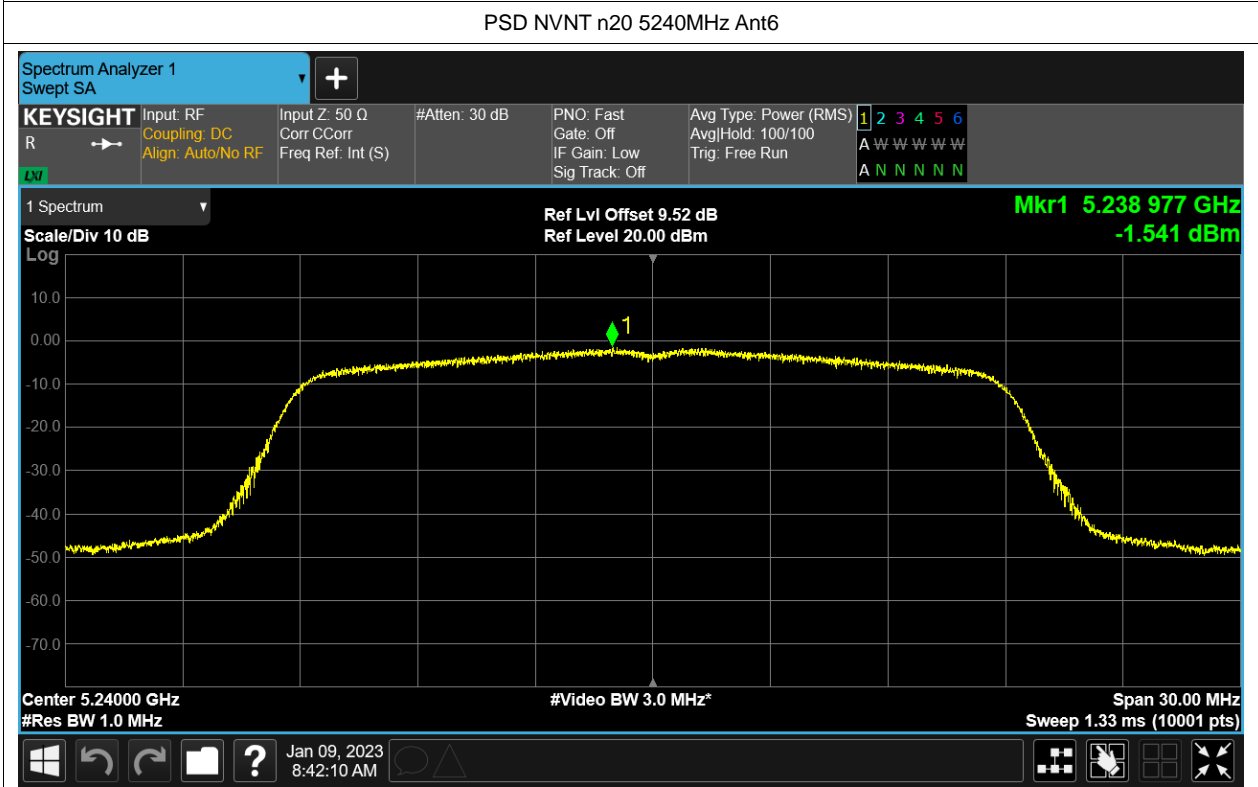 PSD NVNT n20 5240MHz Ant6
Spectrum Analyzer 1
Swept SA
KEYSIGHT
R
LXI
Input: RF
Coupling: DC
Align: Auto/No RF
Input Z: 50 Ω
Corr CCorr
Freq Ref: Int (S)
#Atten: 30 dB
PNO: Fast
Gate: Off
IF Gain: Low
Sig Track: Off
Avg Type: Power (RMS)
Avg|Hold: 100/100
Trig: Free Run
1 2 3 4 5 6
A W W W W W
A N N N N N
1 Spectrum
Scale/Div 10 dB
Ref Lvl Offset 9.52 dB
Ref Level 20.00 dBm
Mkr1 5.238 977 GHz
-1.541 dBm
Log
10.0
0.00
-10.0
-20.0
-30.0
-40.0
-50.0
-60.0
-70.0
1
Center 5.24000 GHz
#Res BW 1.0 MHz
#Video BW 3.0 MHz*
Span 30.00 MHz
Sweep 1.33 ms (10001 pts)
?
Jan 09, 2023
8:42:10 AM